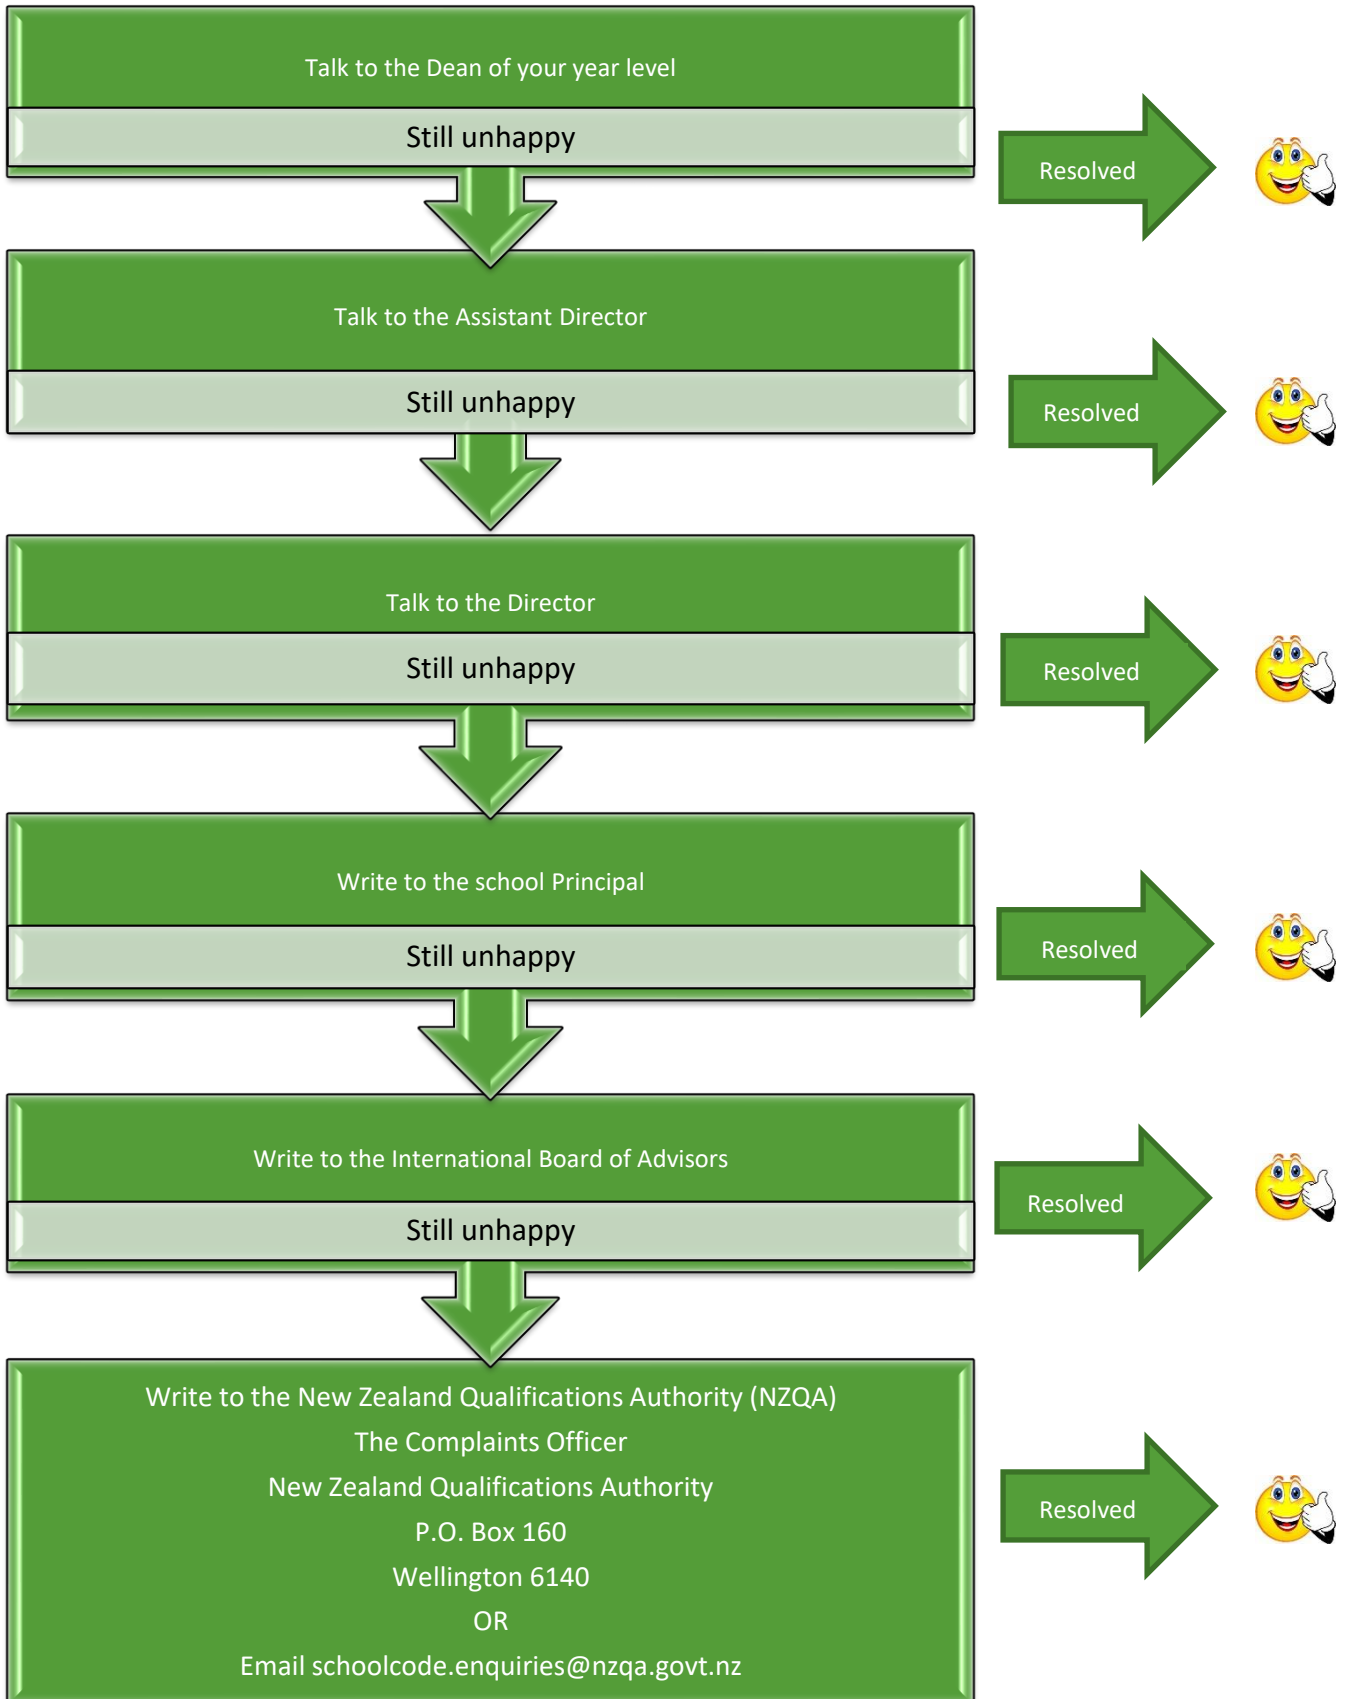 Talk to the Dean of your year level
Still unhappy
Resolved
Talk to the Assistant Director
Still unhappy
Resolved
Talk to the Director
Still unhappy
Resolved
Write to the school Principal
Still unhappy
Resolved
Write to the International Board of Advisors
Still unhappy
Resolved
Write to the New Zealand Qualifications Authority (NZQA)
The Complaints Officer
New Zealand Qualifications Authority
P.O. Box 160
Wellington 6140
OR
Email schoolcode.enquiries@nzqa.govt.nz
Resolved